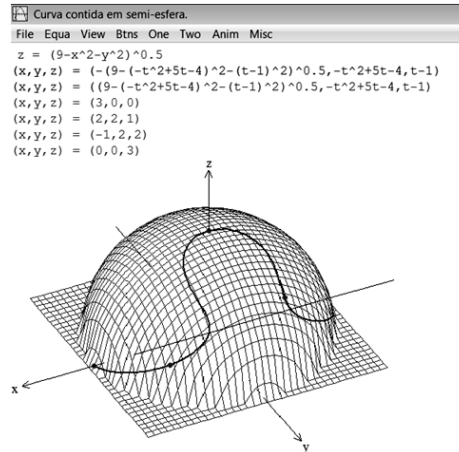 Curva contida em semi-esfera.
File Equa View Btns One Two Anim Misc
z = (9-x^2-y^2)^0.5
(x,y,z) = (-(9-(-t^2+5t-4)^2-(t-1)^2)^0.5,-t^2+5t-4,t-1)
(x,y,z) = ((9-(-t^2+5t-4)^2-(t-1)^2)^0.5,-t^2+5t-4,t-1)
(x,y,z) = (3,0,0)
(x,y,z) = (2,2,1)
(x,y,z) = (-1,2,2)
(x,y,z) = (0,0,3)
z
x
y